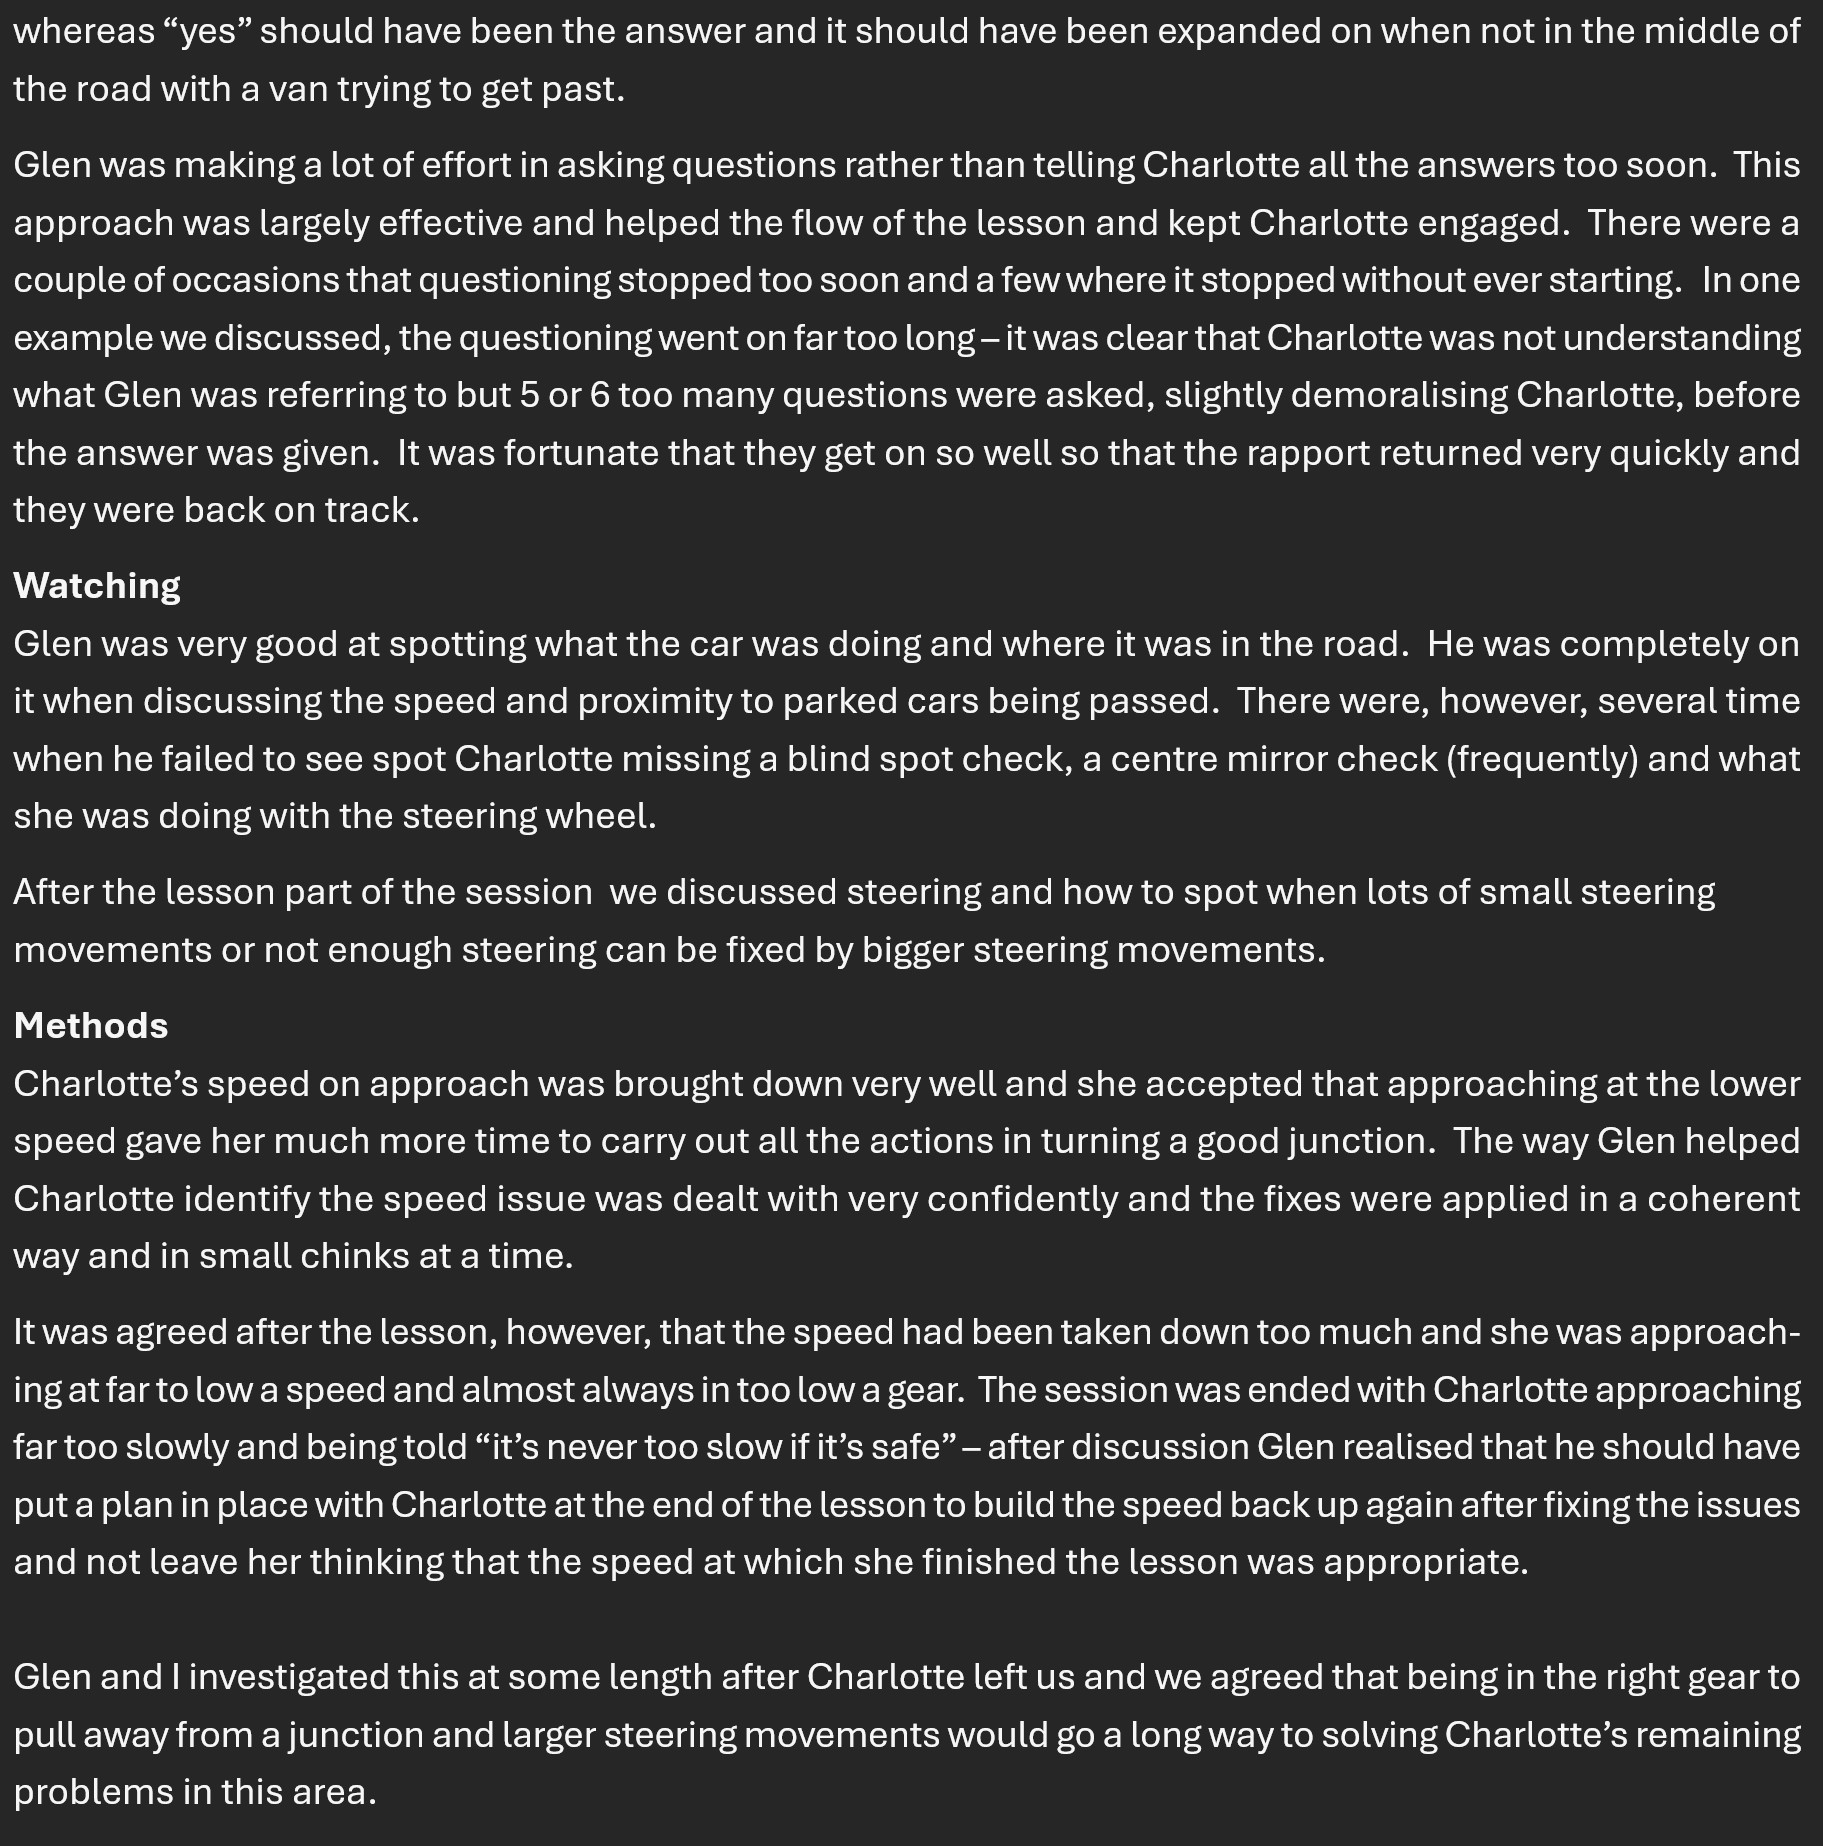 whereas “yes” should have been the answer and it should have been expanded on when not in the middle of
the road with a van trying to get past.
Glen was making a lot of effort in asking questions rather than telling Charlotte all the answers too soon.  This
approach was largely effective and helped the flow of the lesson and kept Charlotte engaged.  There were a
couple of occasions that questioning stopped too soon and a few where it stopped without ever starting.  In one
example we discussed, the questioning went on far too long – it was clear that Charlotte was not understanding
what Glen was referring to but 5 or 6 too many questions were asked, slightly demoralising Charlotte, before
the answer was given.  It was fortunate that they get on so well so that the rapport returned very quickly and
they were back on track.
Watching
Glen was very good at spotting what the car was doing and where it was in the road.  He was completely on
it when discussing the speed and proximity to parked cars being passed.  There were, however, several time
when he failed to see spot Charlotte missing a blind spot check, a centre mirror check (frequently) and what
she was doing with the steering wheel.
After the lesson part of the session  we discussed steering and how to spot when lots of small steering
movements or not enough steering can be fixed by bigger steering movements.
Methods
Charlotte’s speed on approach was brought down very well and she accepted that approaching at the lower
speed gave her much more time to carry out all the actions in turning a good junction.  The way Glen helped
Charlotte identify the speed issue was dealt with very confidently and the fixes were applied in a coherent
way and in small chinks at a time.
It was agreed after the lesson, however, that the speed had been taken down too much and she was approach-
ing at far to low a speed and almost always in too low a gear.  The session was ended with Charlotte approaching
far too slowly and being told “it’s never too slow if it’s safe” – after discussion Glen realised that he should have
put a plan in place with Charlotte at the end of the lesson to build the speed back up again after fixing the issues
and not leave her thinking that the speed at which she finished the lesson was appropriate.
Glen and I investigated this at some length after Charlotte left us and we agreed that being in the right gear to
pull away from a junction and larger steering movements would go a long way to solving Charlotte’s remaining
problems in this area.